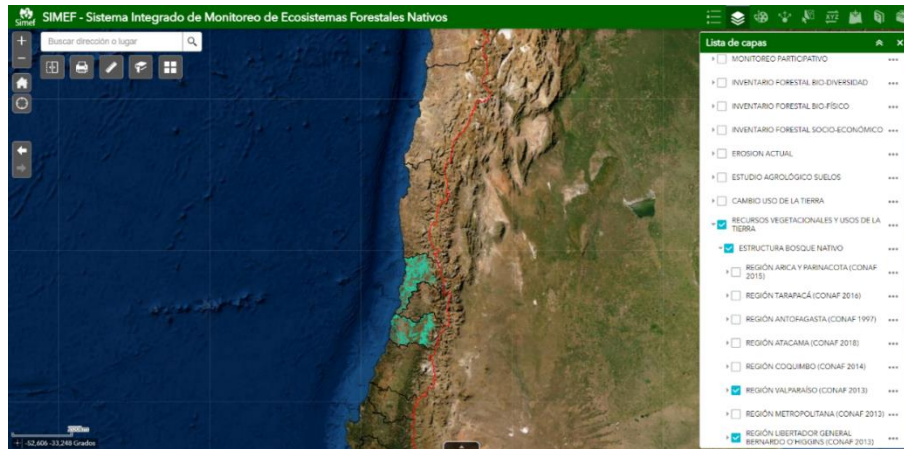 Simef
SIMEF - Sistema Integrado de Monitoreo de Ecosistemas Forestales Nativos
Buscar dirección o lugar
Lista de capas
MONITOREO PARTICIPATIVO
INVENTARIO FORESTAL BIO-DIVERSIDAD
INVENTARIO FORESTAL BIO-FÍSICO
INVENTARIO FORESTAL SOCIO-ECONÓMICO
EROSION ACTUAL
ESTUDIO AGROLÓGICO SUELOS
CAMBIO USO DE LA TIERRA
RECURSOS VEGETACIONALES Y USOS DE LA
TIERRA
ESTRUCTURA BOSQUE NATIVO
REGIÓN ARICA Y PARINACOTA (CONAF
2015)
REGIÓN TARAPACÁ (CONAF 2016)
REGIÓN ANTOFAGASTA (CONAF 1997)
REGIÓN ATACAMA (CONAF 2018)
REGIÓN COQUIMBO (CONAF 2014)
REGIÓN VALPARAÍSO (CONAF 2013)
REGIÓN METROPOLITANA (CONAF 2013)
REGIÓN LIBERTADOR GENERAL
BERNARDO O'HIGGINS (CONAF 2013)
-52,606 -33,248 Grados